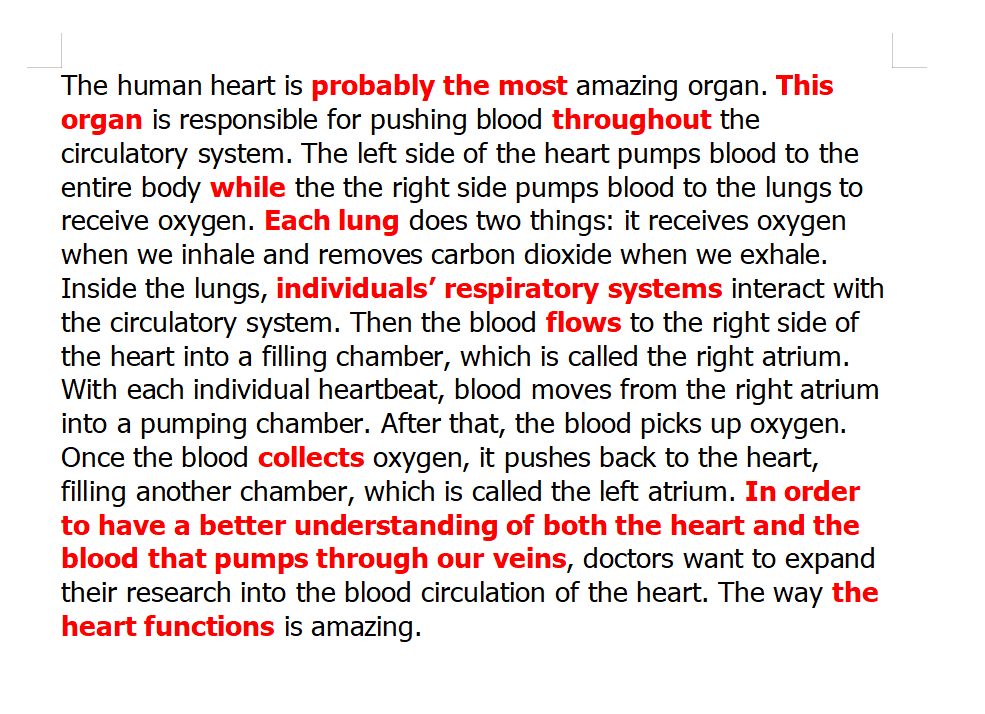 The human heart is probably the most amazing organ. This
organ is responsible for pushing blood throughout the
circulatory system. The left side of the heart pumps blood to the
entire body while the the right side pumps blood to the lungs to
receive oxygen. Each lung does two things: it receives oxygen
when we inhale and removes carbon dioxide when we exhale.
Inside the lungs, individuals’ respiratory systems interact with
the circulatory system. Then the blood flows to the right side of
the heart into a filling chamber, which is called the right atrium.
With each individual heartbeat, blood moves from the right atrium
into a pumping chamber. After that, the blood picks up oxygen.
Once the blood collects oxygen, it pushes back to the heart,
filling another chamber, which is called the left atrium. In order
to have a better understanding of both the heart and the
blood that pumps through our veins, doctors want to expand
their research into the blood circulation of the heart. The way the
heart functions is amazing.